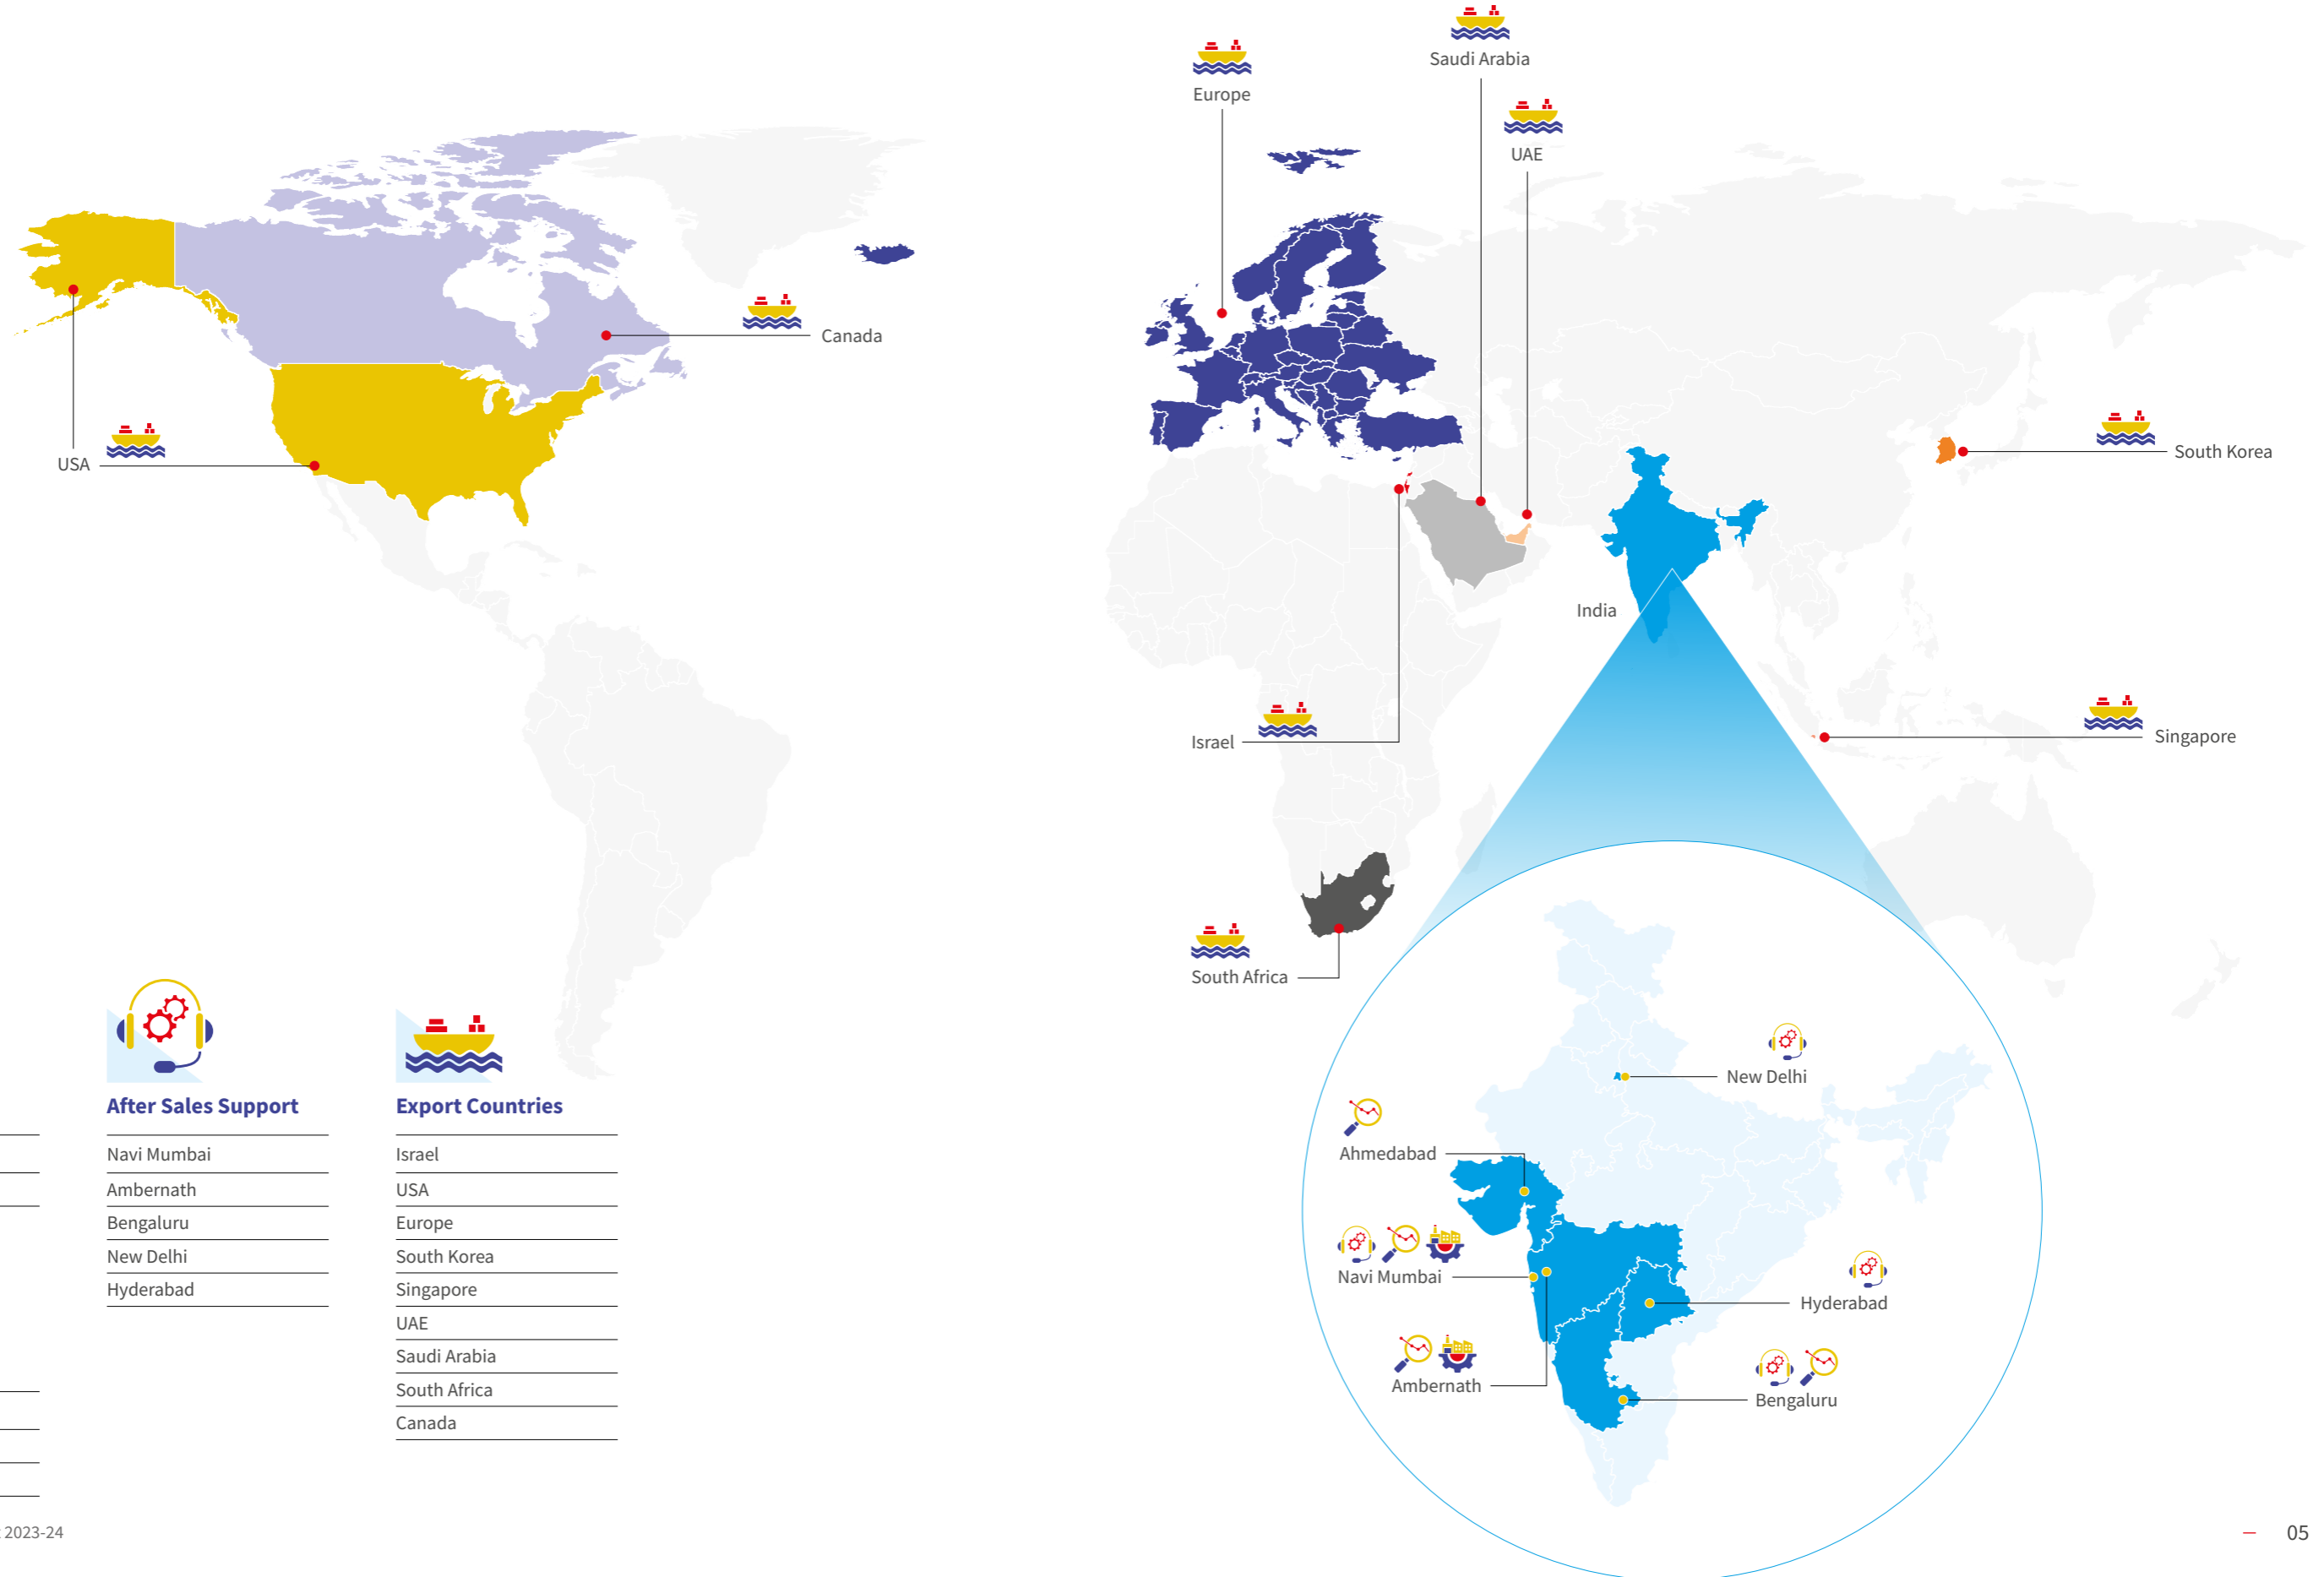 Saudi Arabia
Europe
UAE
Canada
USA
South Korea
India
Israel
Singapore
South Africa
After Sales Support
Navi Mumbai
Ambernath
Bengaluru
New Delhi
Hyderabad
Export Countries
Israel
USA
Europe
South Korea
Singapore
UAE
Saudi Arabia
South Africa
Canada
New Delhi
Ahmedabad
Navi Mumbai
Hyderabad
Ambernath
Bengaluru
2023-24
05